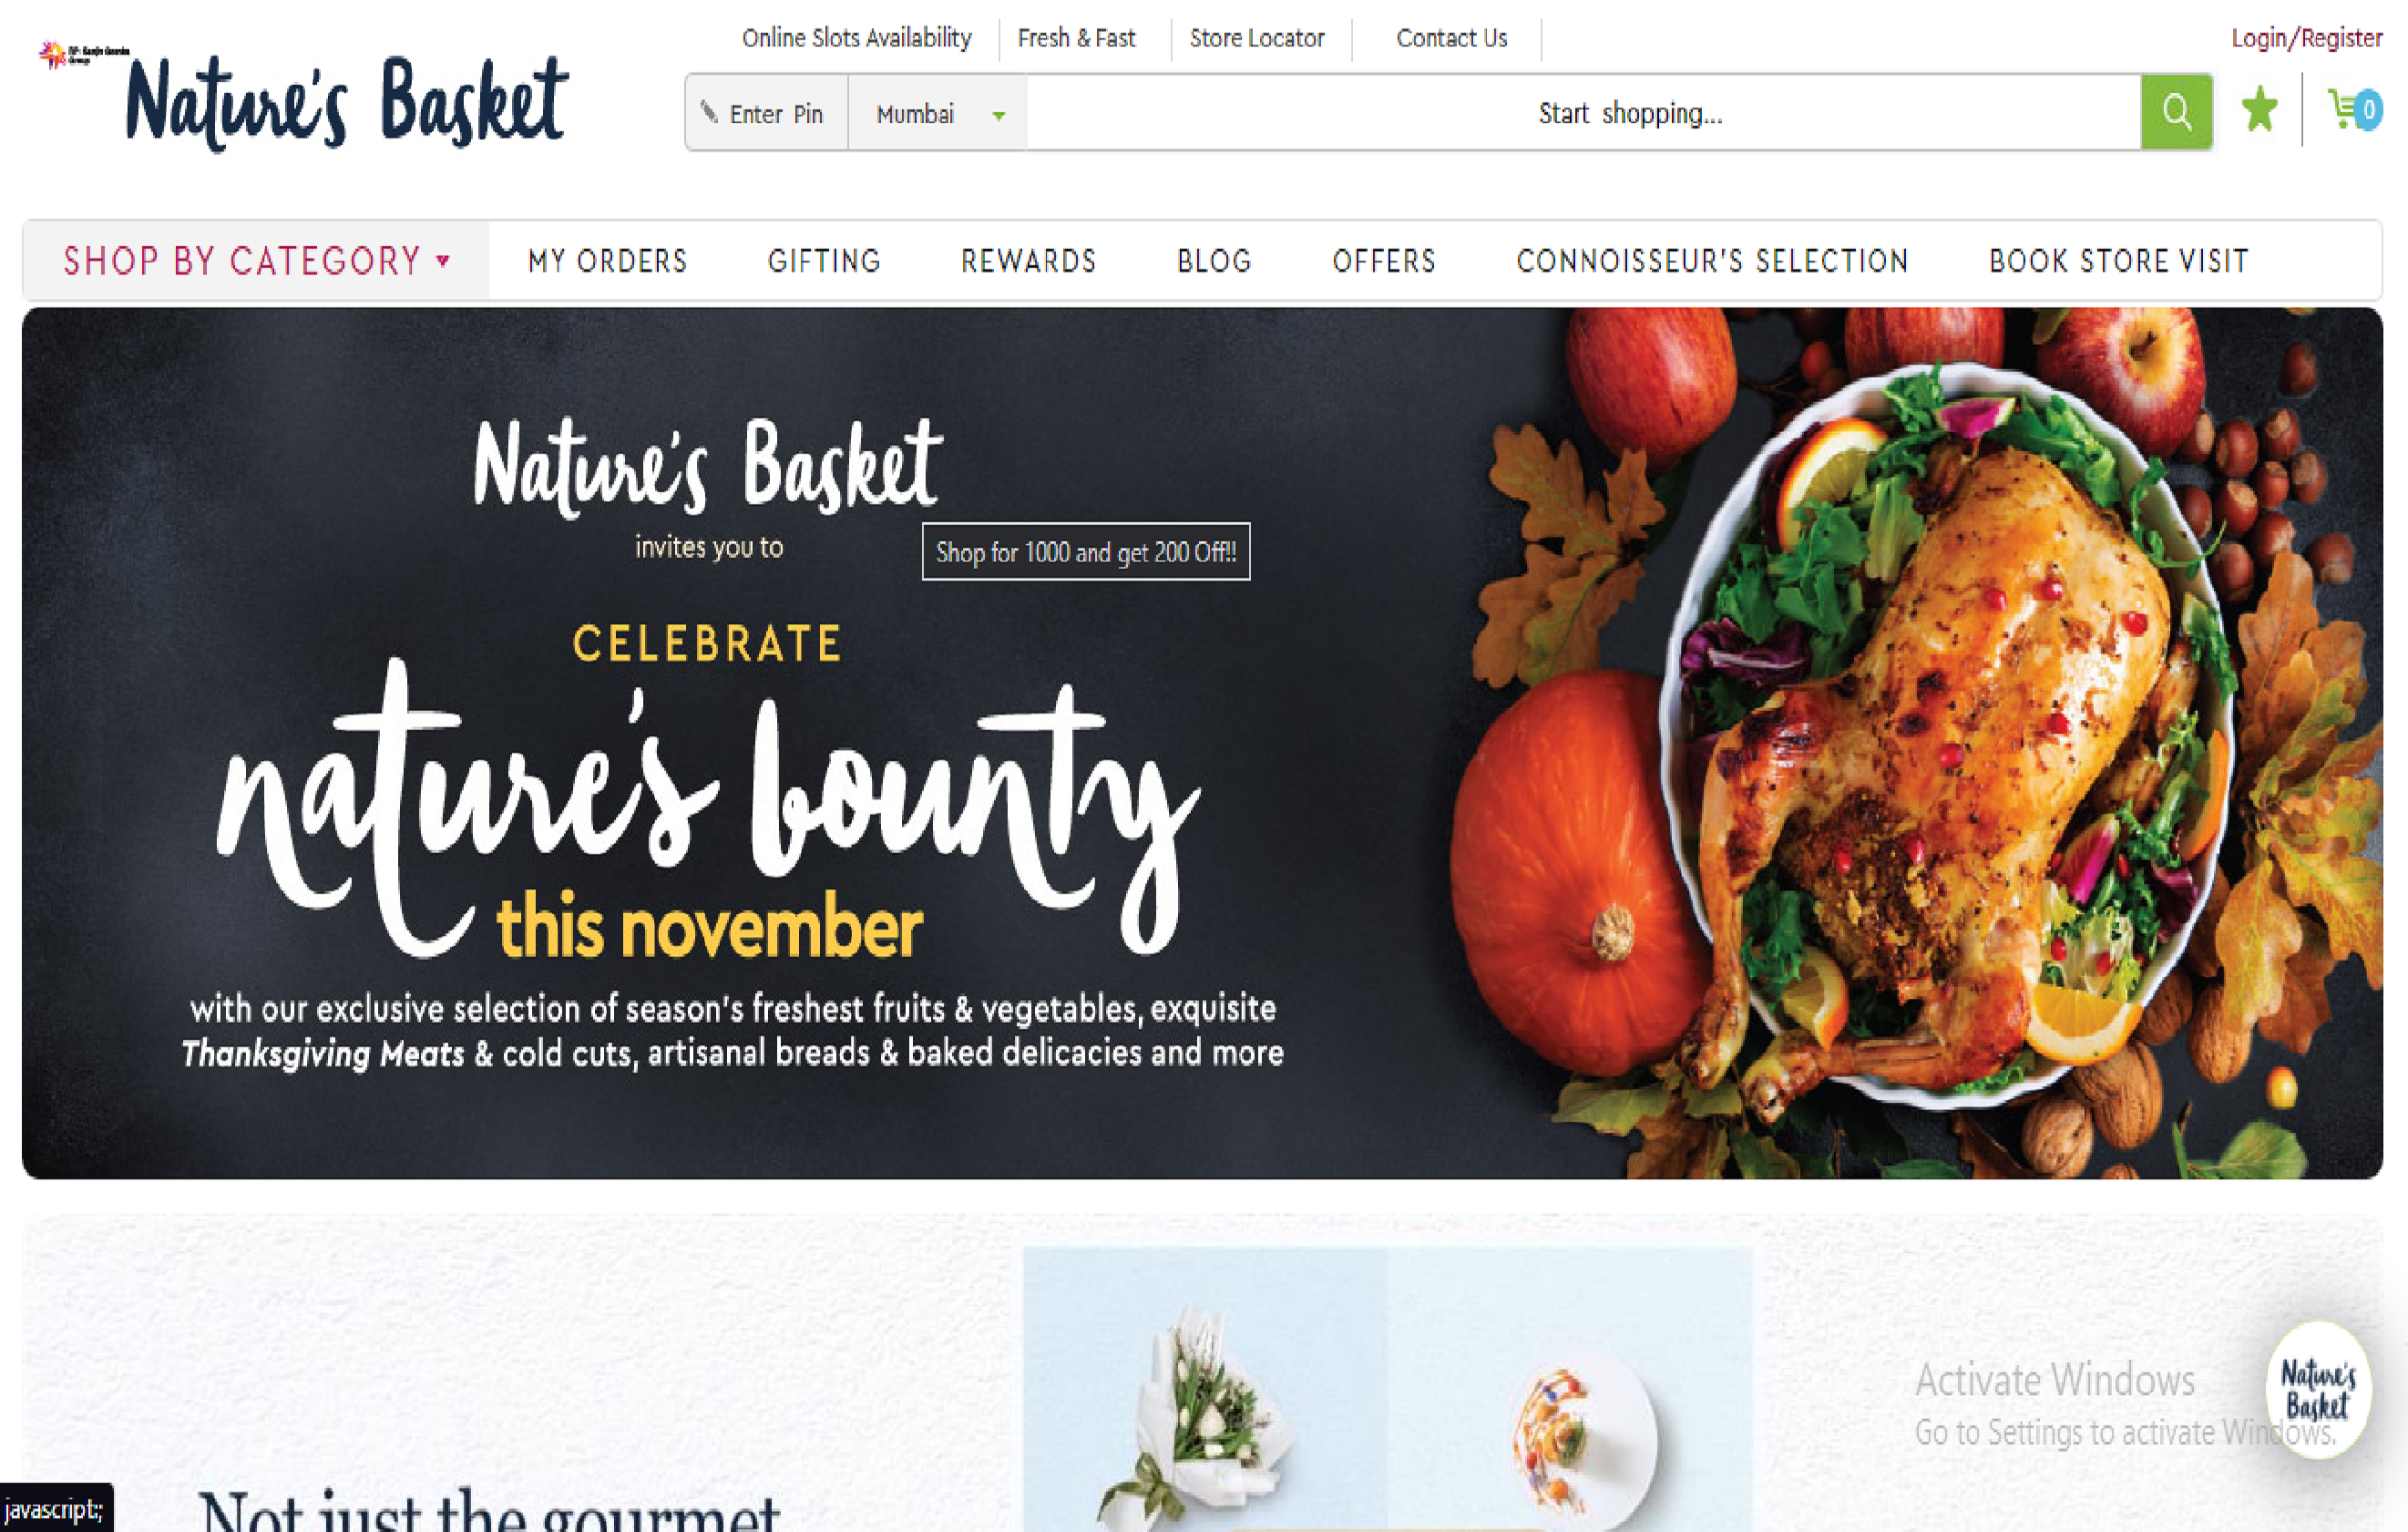 Online Slots Availability
Fresh & Fast
Store Locator
Contact Us
Login/Register
Nature's Basket
Enter Pin
Mumbai
Start shopping...
0
SHOP BY CATEGORY
MY ORDERS
GIFTING
REWARDS
BLOG
OFFERS
CONNOISSEUR'S SELECTION
BOOK STORE VISIT
Nature's Basket
invites you to
Shop for 1000 and get 200 Off!!
CELEBRATE
nature's bounty
this november
with our exclusive selection of season's freshest fruits & vegetables, exquisite
Thanksgiving Meats & cold cuts, artisanal breads & baked delicacies and more
Activate Windows
Go to Settings to activate Windows.
Nature's
Basket
Not just the gourmet
javascript:;